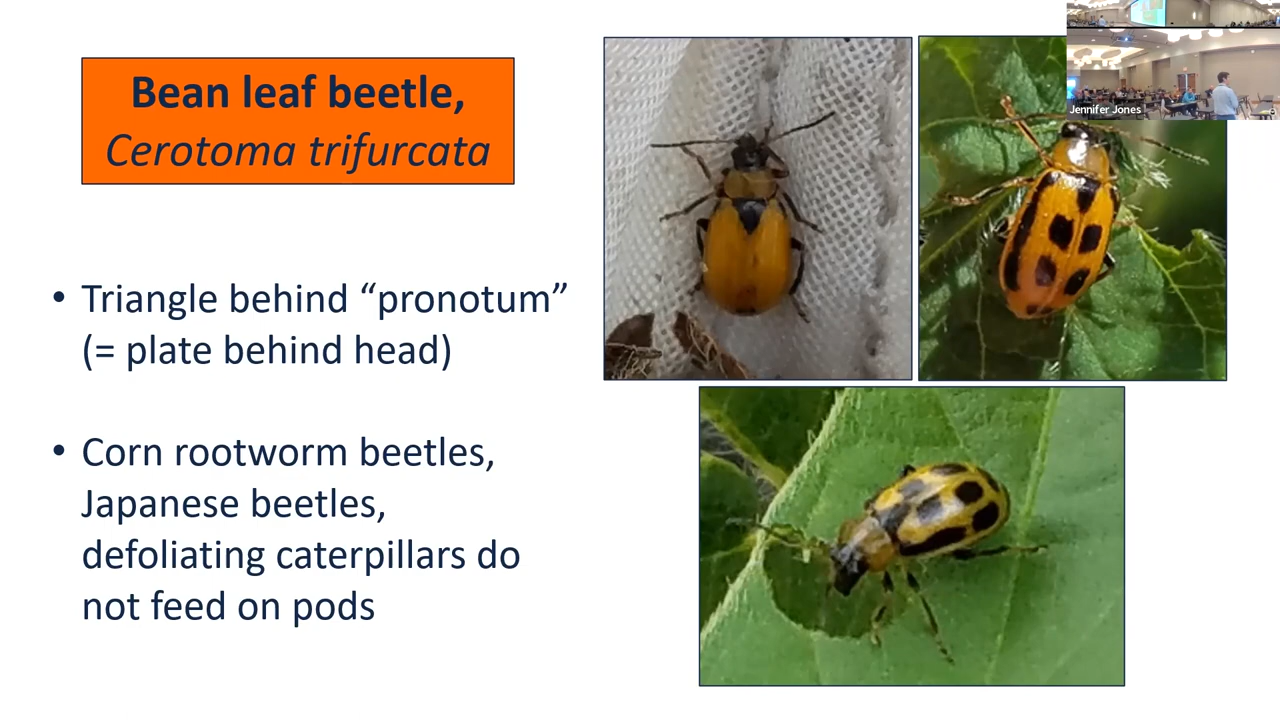 Bean leaf beetle,
Cerotoma trifurcata
• Triangle behind “pronotum”
(= plate behind head)
• Corn rootworm beetles,
Japanese beetles,
defoliating caterpillars do
not feed on pods
Jennifer Jones